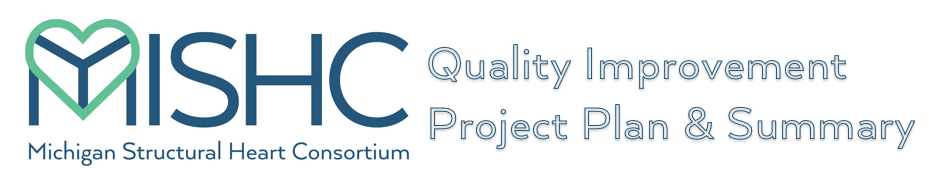 MISHC
Michigan Structural Heart Consortium
Quality Improvement
Project Plan & Summary